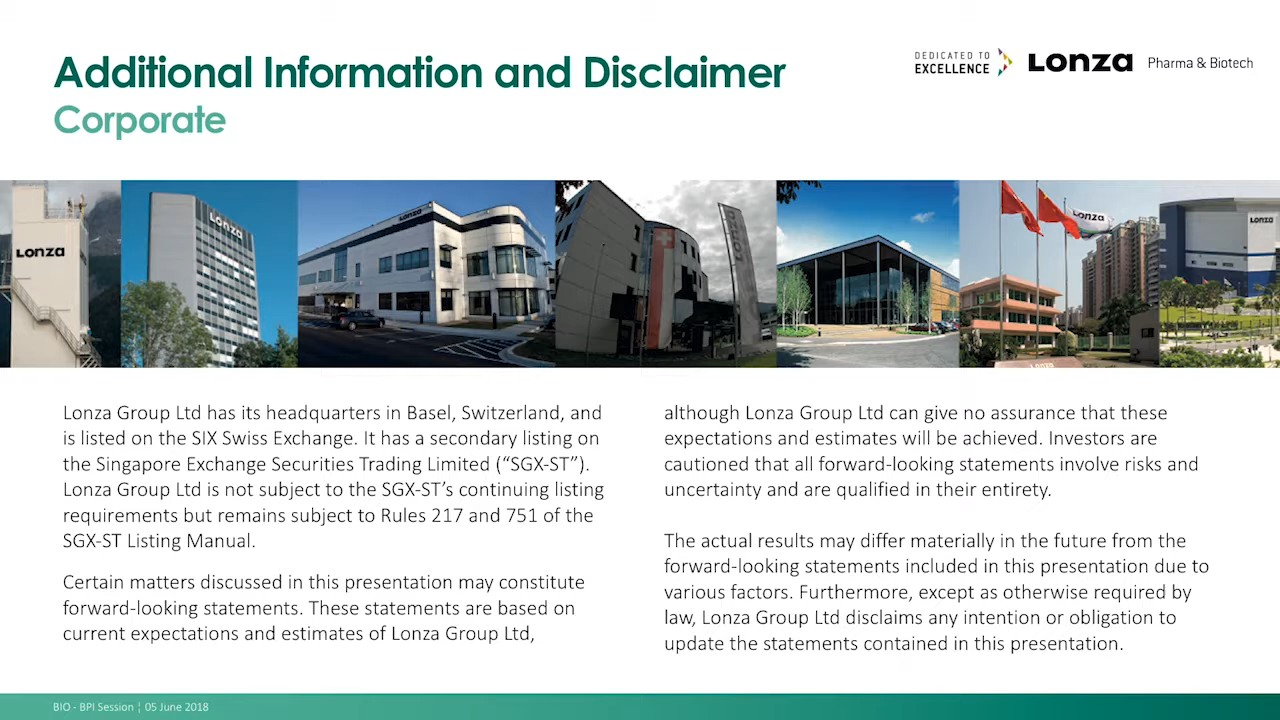 Additional Information and Disclaimer
Corporate
DEDICATED TO
EXCELLENCE
Lonza
Pharma & Biotech
Lonza
Lonza
Lonza
Lonza
Lonza
Lonza
Lonza Group Ltd has its headquarters in Basel, Switzerland, and
is listed on the SIX Swiss Exchange. It has a secondary listing on
the Singapore Exchange Securities Trading Limited (“SGX-ST”).
Lonza Group Ltd is not subject to the SGX-ST’s continuing listing
requirements but remains subject to Rules 217 and 751 of the
SGX-ST Listing Manual.
Certain matters discussed in this presentation may constitute
forward-looking statements. These statements are based on
current expectations and estimates of Lonza Group Ltd,
although Lonza Group Ltd can give no assurance that these
expectations and estimates will be achieved. Investors are
cautioned that all forward-looking statements involve risks and
uncertainty and are qualified in their entirety.
The actual results may differ materially in the future from the
forward-looking statements included in this presentation due to
various factors. Furthermore, except as otherwise required by
law, Lonza Group Ltd disclaims any intention or obligation to
update the statements contained in this presentation.
BIO - BPI Session ¦ 05 June 2018